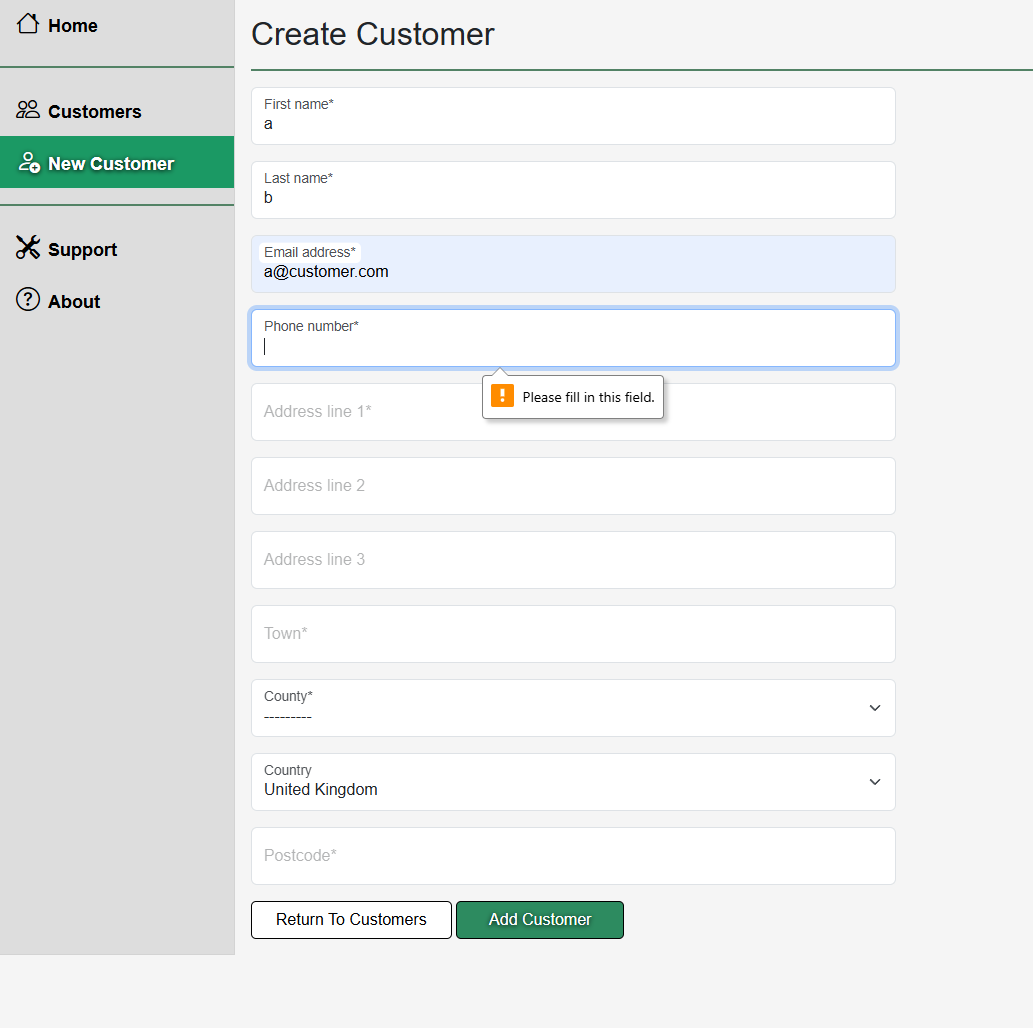 Home
Customers
New Customer
Support
About
Create Customer
First name*
a
Last name*
b
Email address*
a@customer.com
Phone number*
Please fill in this field.
Address line 1*
Address line 2
Address line 3
Town*
County*
---------
Country
United Kingdom
Postcode*
Return To Customers
Add Customer